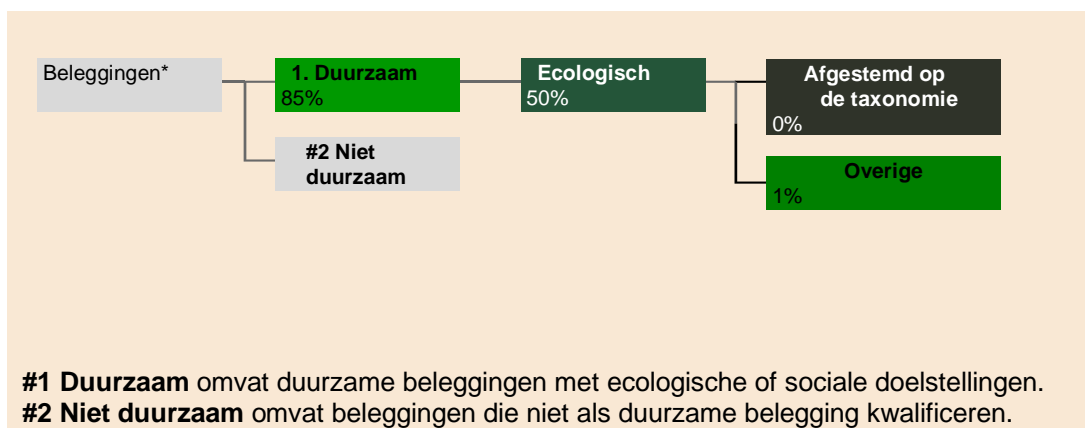 Beleggingen*
1. Duurzaam
85%
Ecologisch
50%
Afgestemd op
de taxonomie
0%
#2 Niet
duurzaam
Overige
1%
#1 Duurzaam omvat duurzame beleggingen met ecologische of sociale doelstellingen.
#2 Niet duurzaam omvat beleggingen die niet als duurzame belegging kwalificeren.